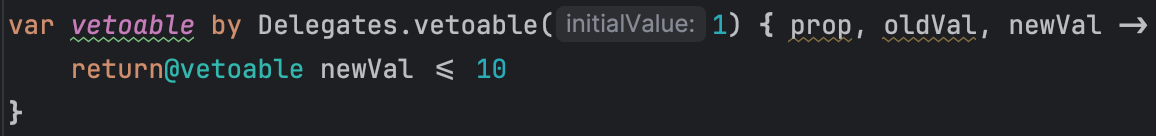 var vetoable by Delegates.vetoable( initialValue: 1) { prop, oldVal, newVal →
return@vetoable newVal ⩽ 10
}